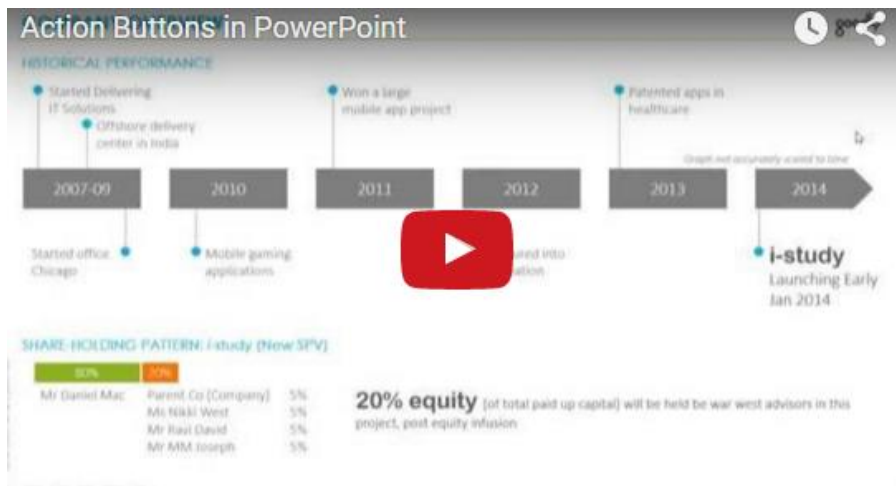 Action Buttons in PowerPoint
HISTORICAL PERFORMANCE
Started Delivering
IT Solutions
Offshore delivery
center in India
Won a large
mobile app project
Patented apps in
healthcare
Graph not accurately scaled to time
2007-09
2010
2011
2012
2013
2014
Started office
Chicago
Mobile gaming
applications
into
i-study
Launching Early
Jan 2014
SHARE-HOLDING PATTERN: i-study (New SPV)
80%
20%
Mr Daniel Mac
Parent Co (Company) 5%
Ms Nikki West 5%
Mr Ravi David 5%
Mr MM Joseph 5%
20% equity (of total paid up capital) will be held be war west advisors in this
project, post equity infusion